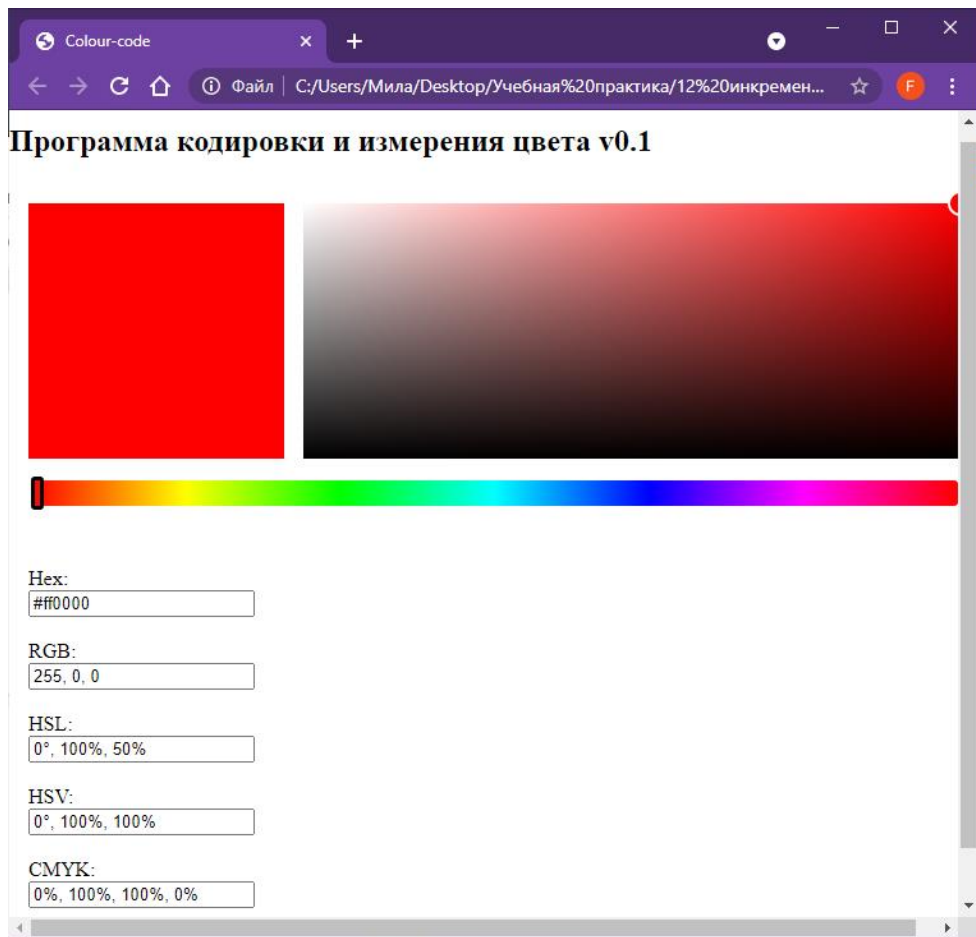 Colour-code
Файл C:/Users/Мила/Desktop/Учебная%20практика/12%20инкремен...
F
Программа кодировки и измерения цвета v0.1
Hex:
#ff0000
RGB:
255, 0, 0
HSL:
0°, 100%, 50%
HSV:
0°, 100%, 100%
CMYK:
0%, 100%, 100%, 0%